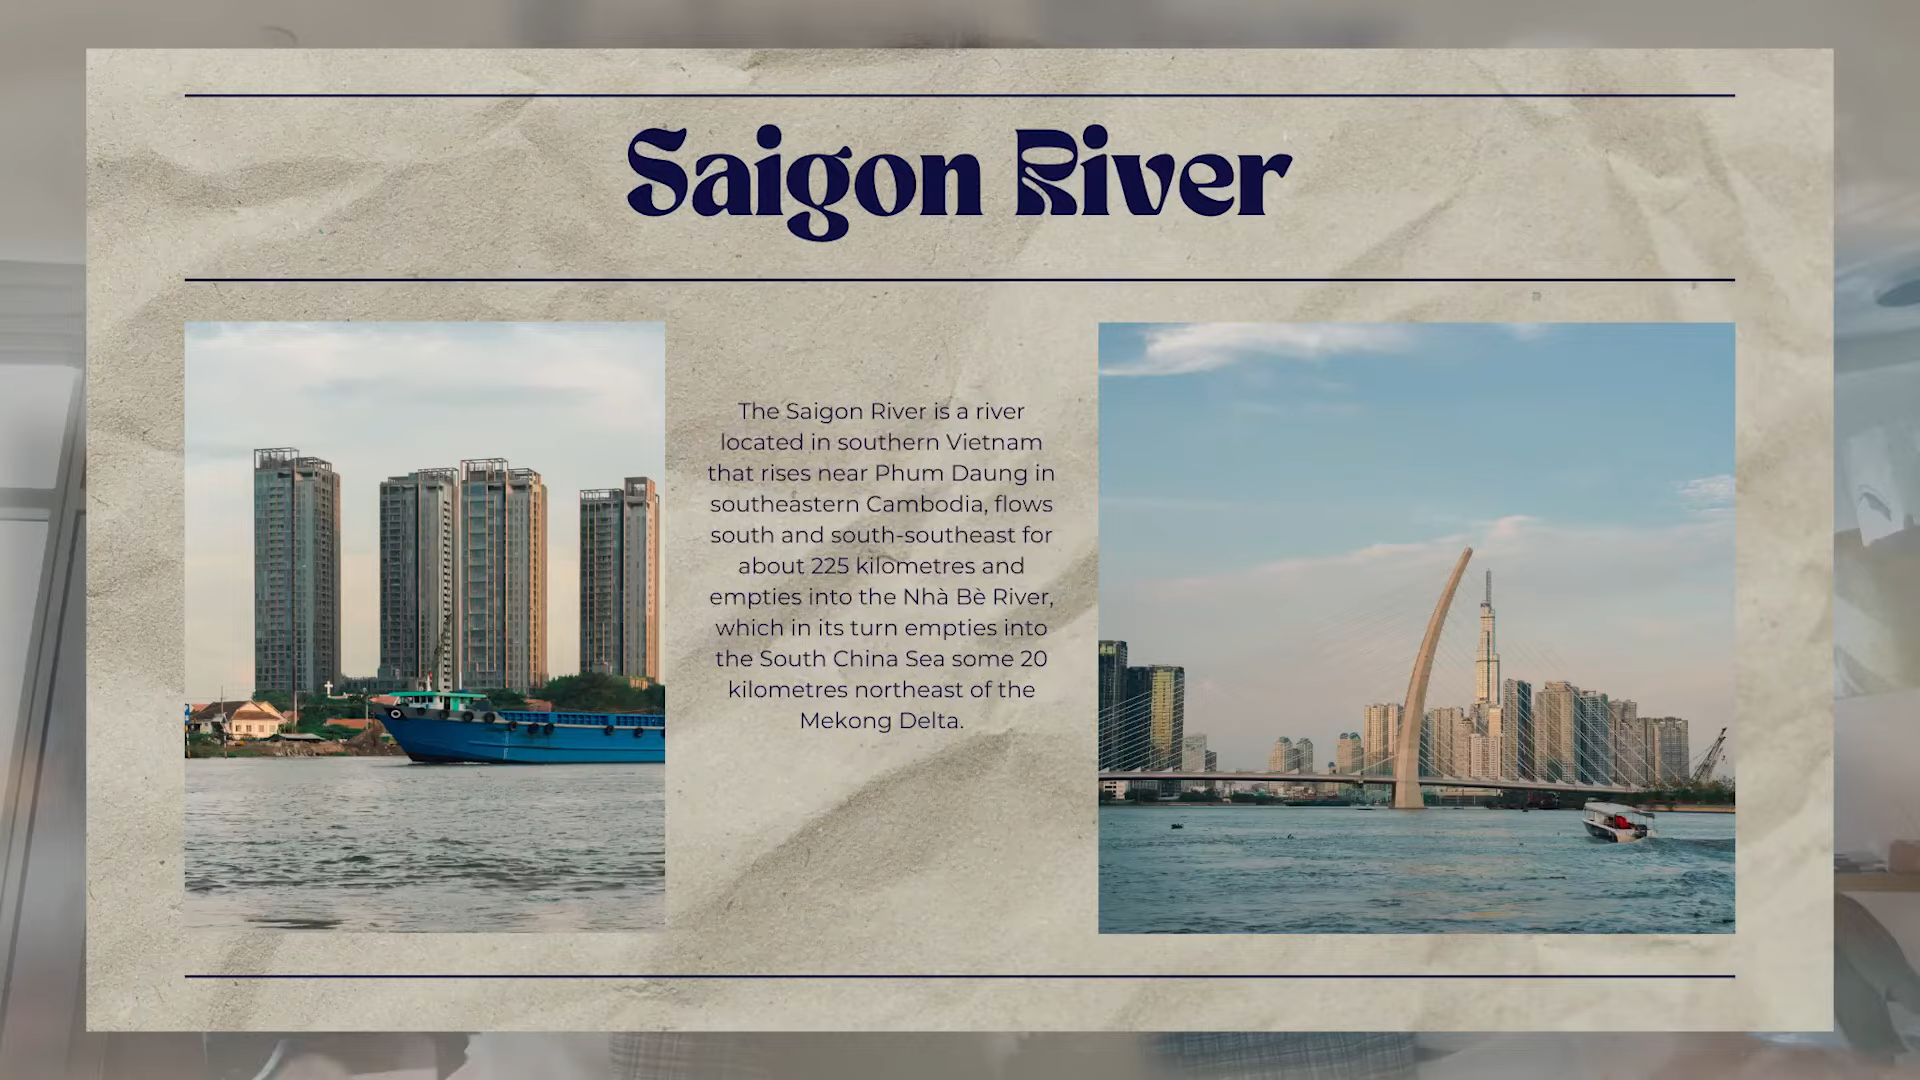 Saigon River
The Saigon River is a river
located in southern Vietnam
that rises near Phum Daung in
southeastern Cambodia, flows
south and south-southeast for
about 225 kilometres and
empties into the Nhà Bè River,
which in its turn empties into
the South China Sea some 20
kilometres northeast of the
Mekong Delta.